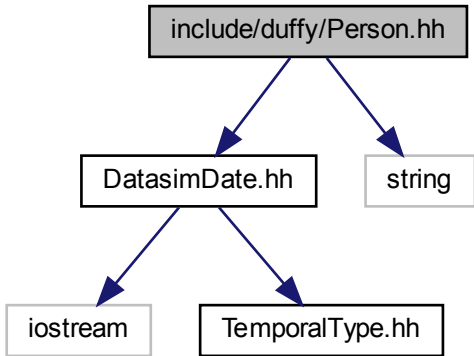 include/duffy/Person.hh
DatasimDate.hh
string
iostream
TemporalType.hh